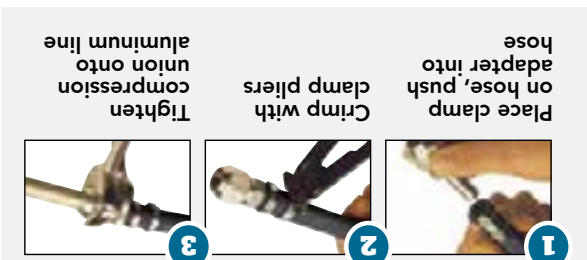 1
Place clamp
on hose, push
adapter into
hose
2
Crimp with
clamp pliers
3
Tighten
compression
union onto
aluminum line